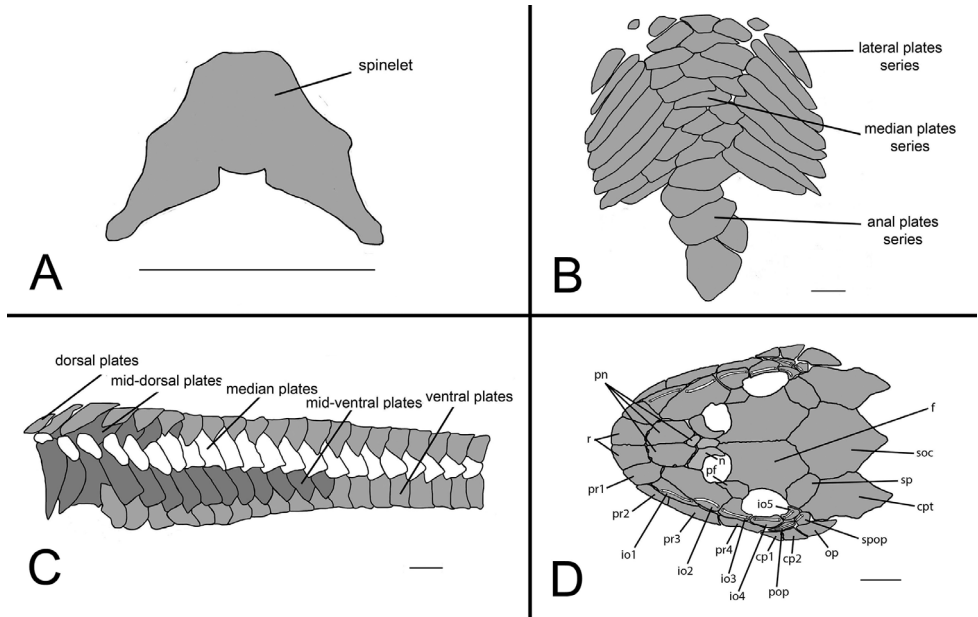 spinelet
A
lateral plates
series
median plates
series
anal plates
series
B
dorsal plates
mid-dorsal plates
median plates
mid-ventral plates
ventral plates
C
pn
r
pr1
pr2
io1
pr3
io2
pr4
io3
io4
cp1
pop
cp2
op
spop
cpt
sp
soc
f
n
pf
io5
D